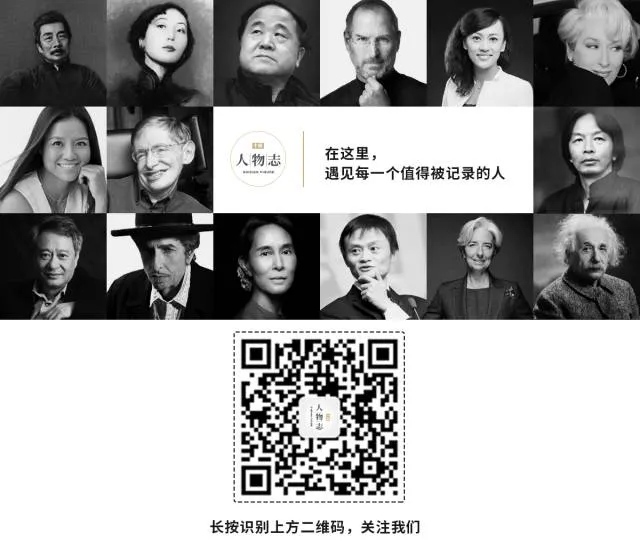 人物志
在这里，
遇见每一个值得被记录的人
人物志
长按识别上方二维码，关注我们